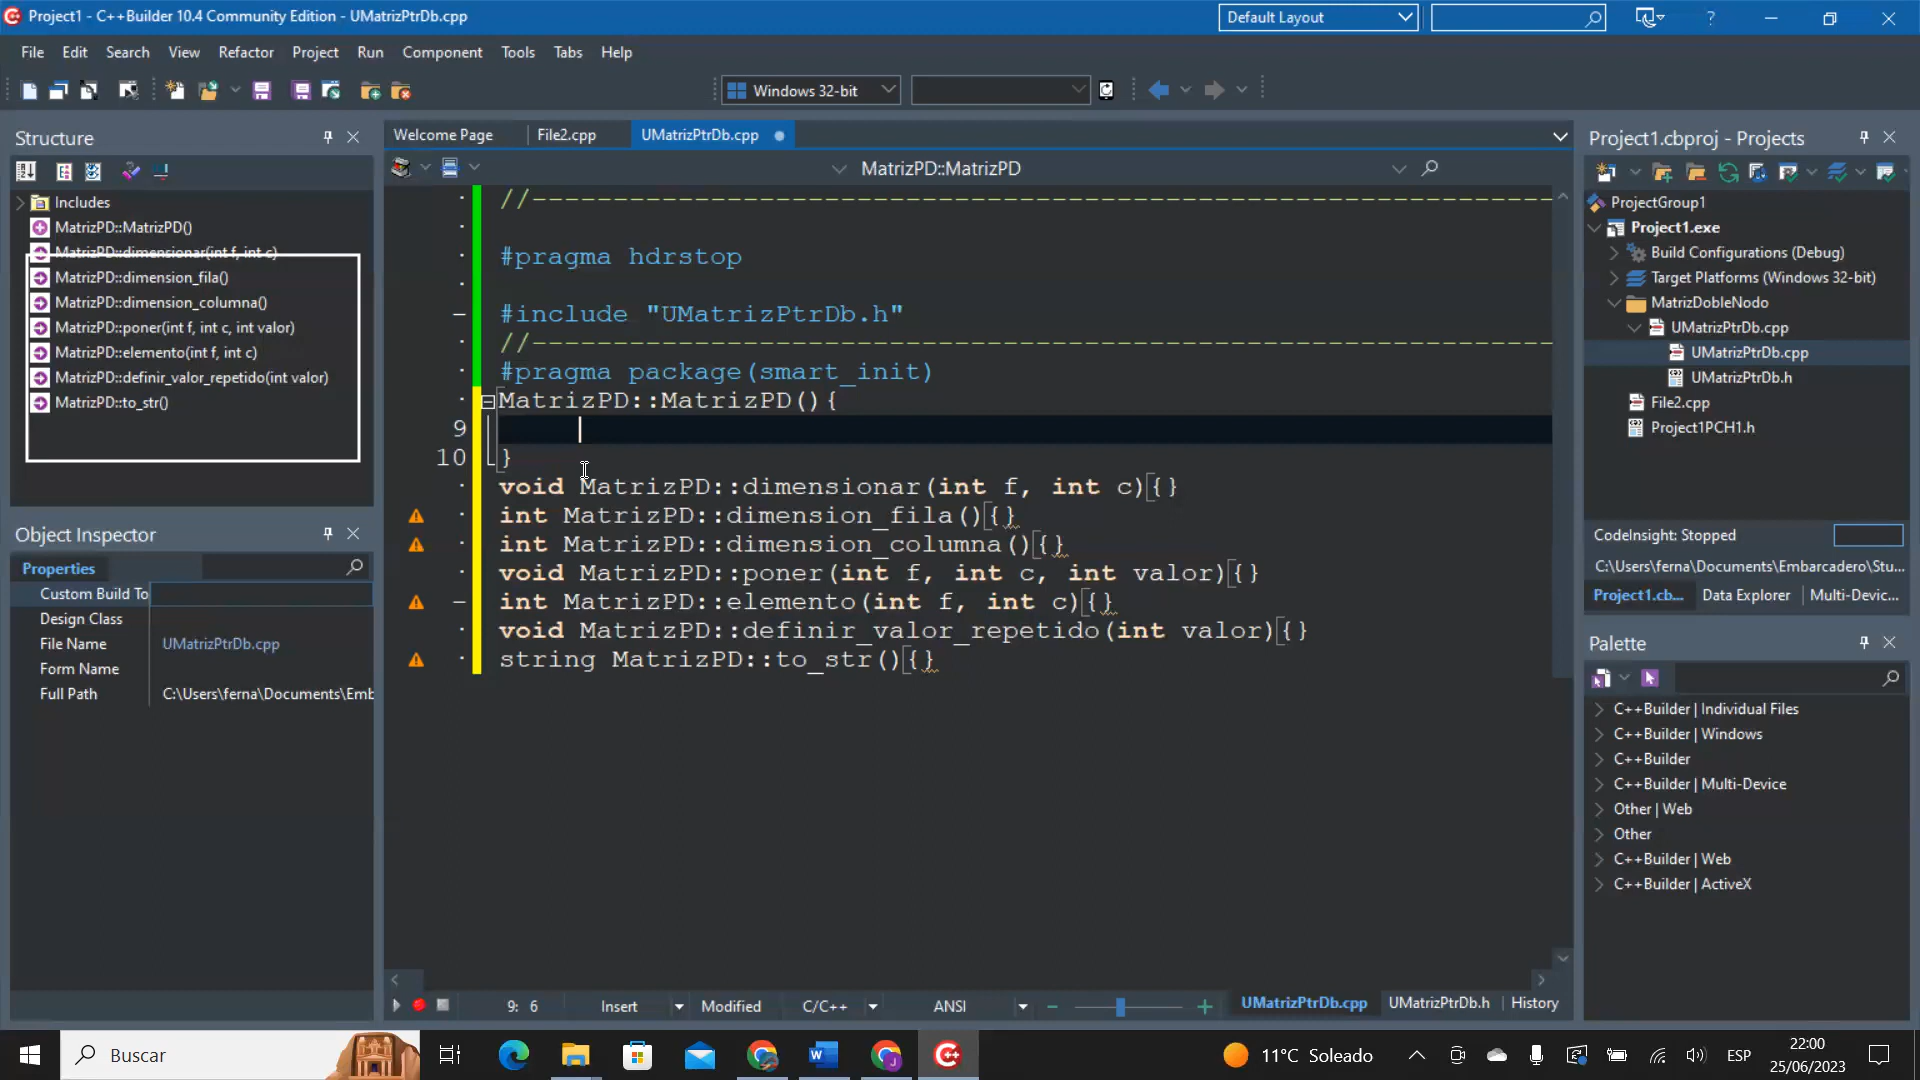 Project1 - C++Builder 10.4 Community Edition - UMatrizPtrDb.cpp
Default Layout
?
File Edit Search View Refactor Project Run Component Tools Tabs Help
Windows 32-bit
Structure
Includes
MatrizPD::MatrizPD()
MatrizPD::dimensionar(int f, int c)
MatrizPD::dimension_fila()
MatrizPD::dimension_columna()
MatrizPD::poner(int f, int c, int valor)
MatrizPD::elemento(int f, int c)
MatrizPD::definir_valor_repetido(int valor)
MatrizPD::to_str()
Object Inspector
Properties
Custom Build To
Design Class
File Name UMatrizPtrDb.cpp
Form Name
Full Path C:\Users\ferna\Documents\Emb
Welcome Page File2.cpp UMatrizPtrDb.cpp
MatrizPD::MatrizPD
//---------------------------------------------------------------
#pragma hdrstop
#include "UMatrizPtrDb.h"
//---------------------------------------------------------------
#pragma package(smart_init)
MatrizPD::MatrizPD(){
9
10 }
void MatrizPD::dimensionar(int f, int c){}
int MatrizPD::dimension_fila(){}
int MatrizPD::dimension_columna(){}
void MatrizPD::poner(int f, int c, int valor){}
int MatrizPD::elemento(int f, int c){}
void MatrizPD::definir_valor_repetido(int valor){}
string MatrizPD::to_str(){}
9: 6 Insert Modified C/C++ ANSI
UMatrizPtrDb.cpp UMatrizPtrDb.h History
Project1.cbproj - Projects
ProjectGroup1
Project1.exe
Build Configurations (Debug)
Target Platforms (Windows 32-bit)
MatrizDobleNodo
UMatrizPtrDb.cpp
UMatrizPtrDb.cpp
UMatrizPtrDb.h
File2.cpp
Project1PCH1.h
CodeInsight: Stopped
C:\Users\ferna\Documents\Embarcadero\Stu...
Project1.cb... Data Explorer Multi-Devic...
Palette
C++Builder | Individual Files
C++Builder | Windows
C++Builder
C++Builder | Multi-Device
Other | Web
Other
C++Builder | Web
C++Builder | ActiveX
Buscar
11°C Soleado
ESP
22:00
25/06/2023